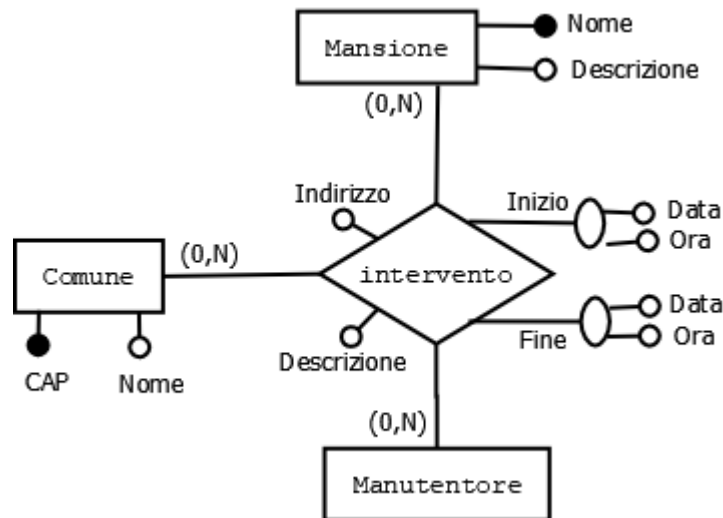 Mansione
Nome
Descrizione
(0,N)
Indirizzo
Inizio
Data
Ora
Comune
(0,N)
intervento
CAP
Nome
Descrizione
Fine
Data
Ora
(0,N)
Manutentore